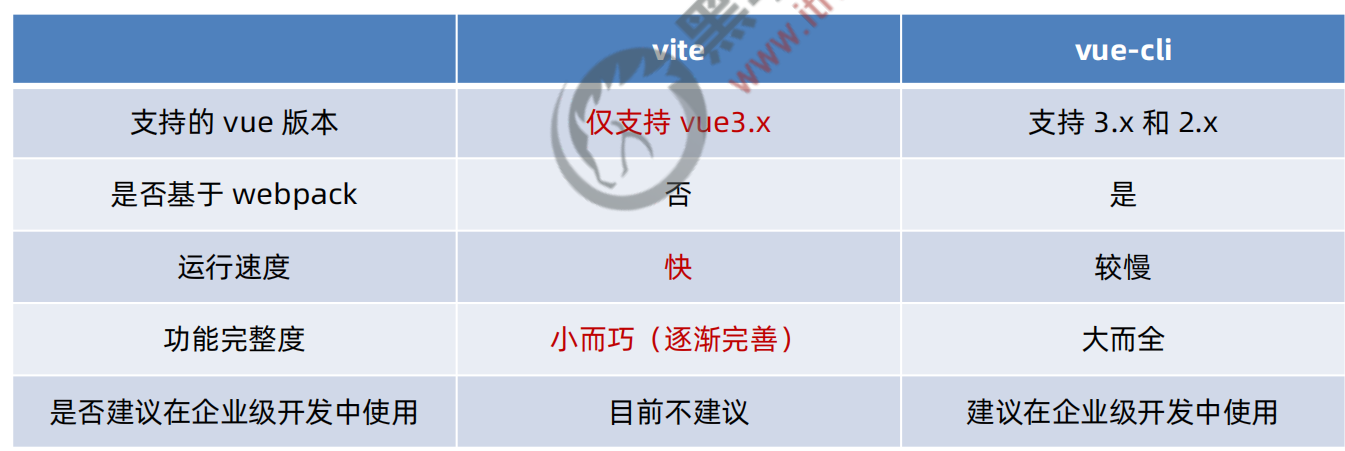 vite vue-cli
支持的 vue 版本 仅支持 vue3.x 支持 3.x 和 2.x
是否基于 webpack 否 是
运行速度 快 较慢
功能完整度 小而巧（逐渐完善） 大而全
是否建议在企业级开发中使用 目前不建议 建议在企业级开发中使用